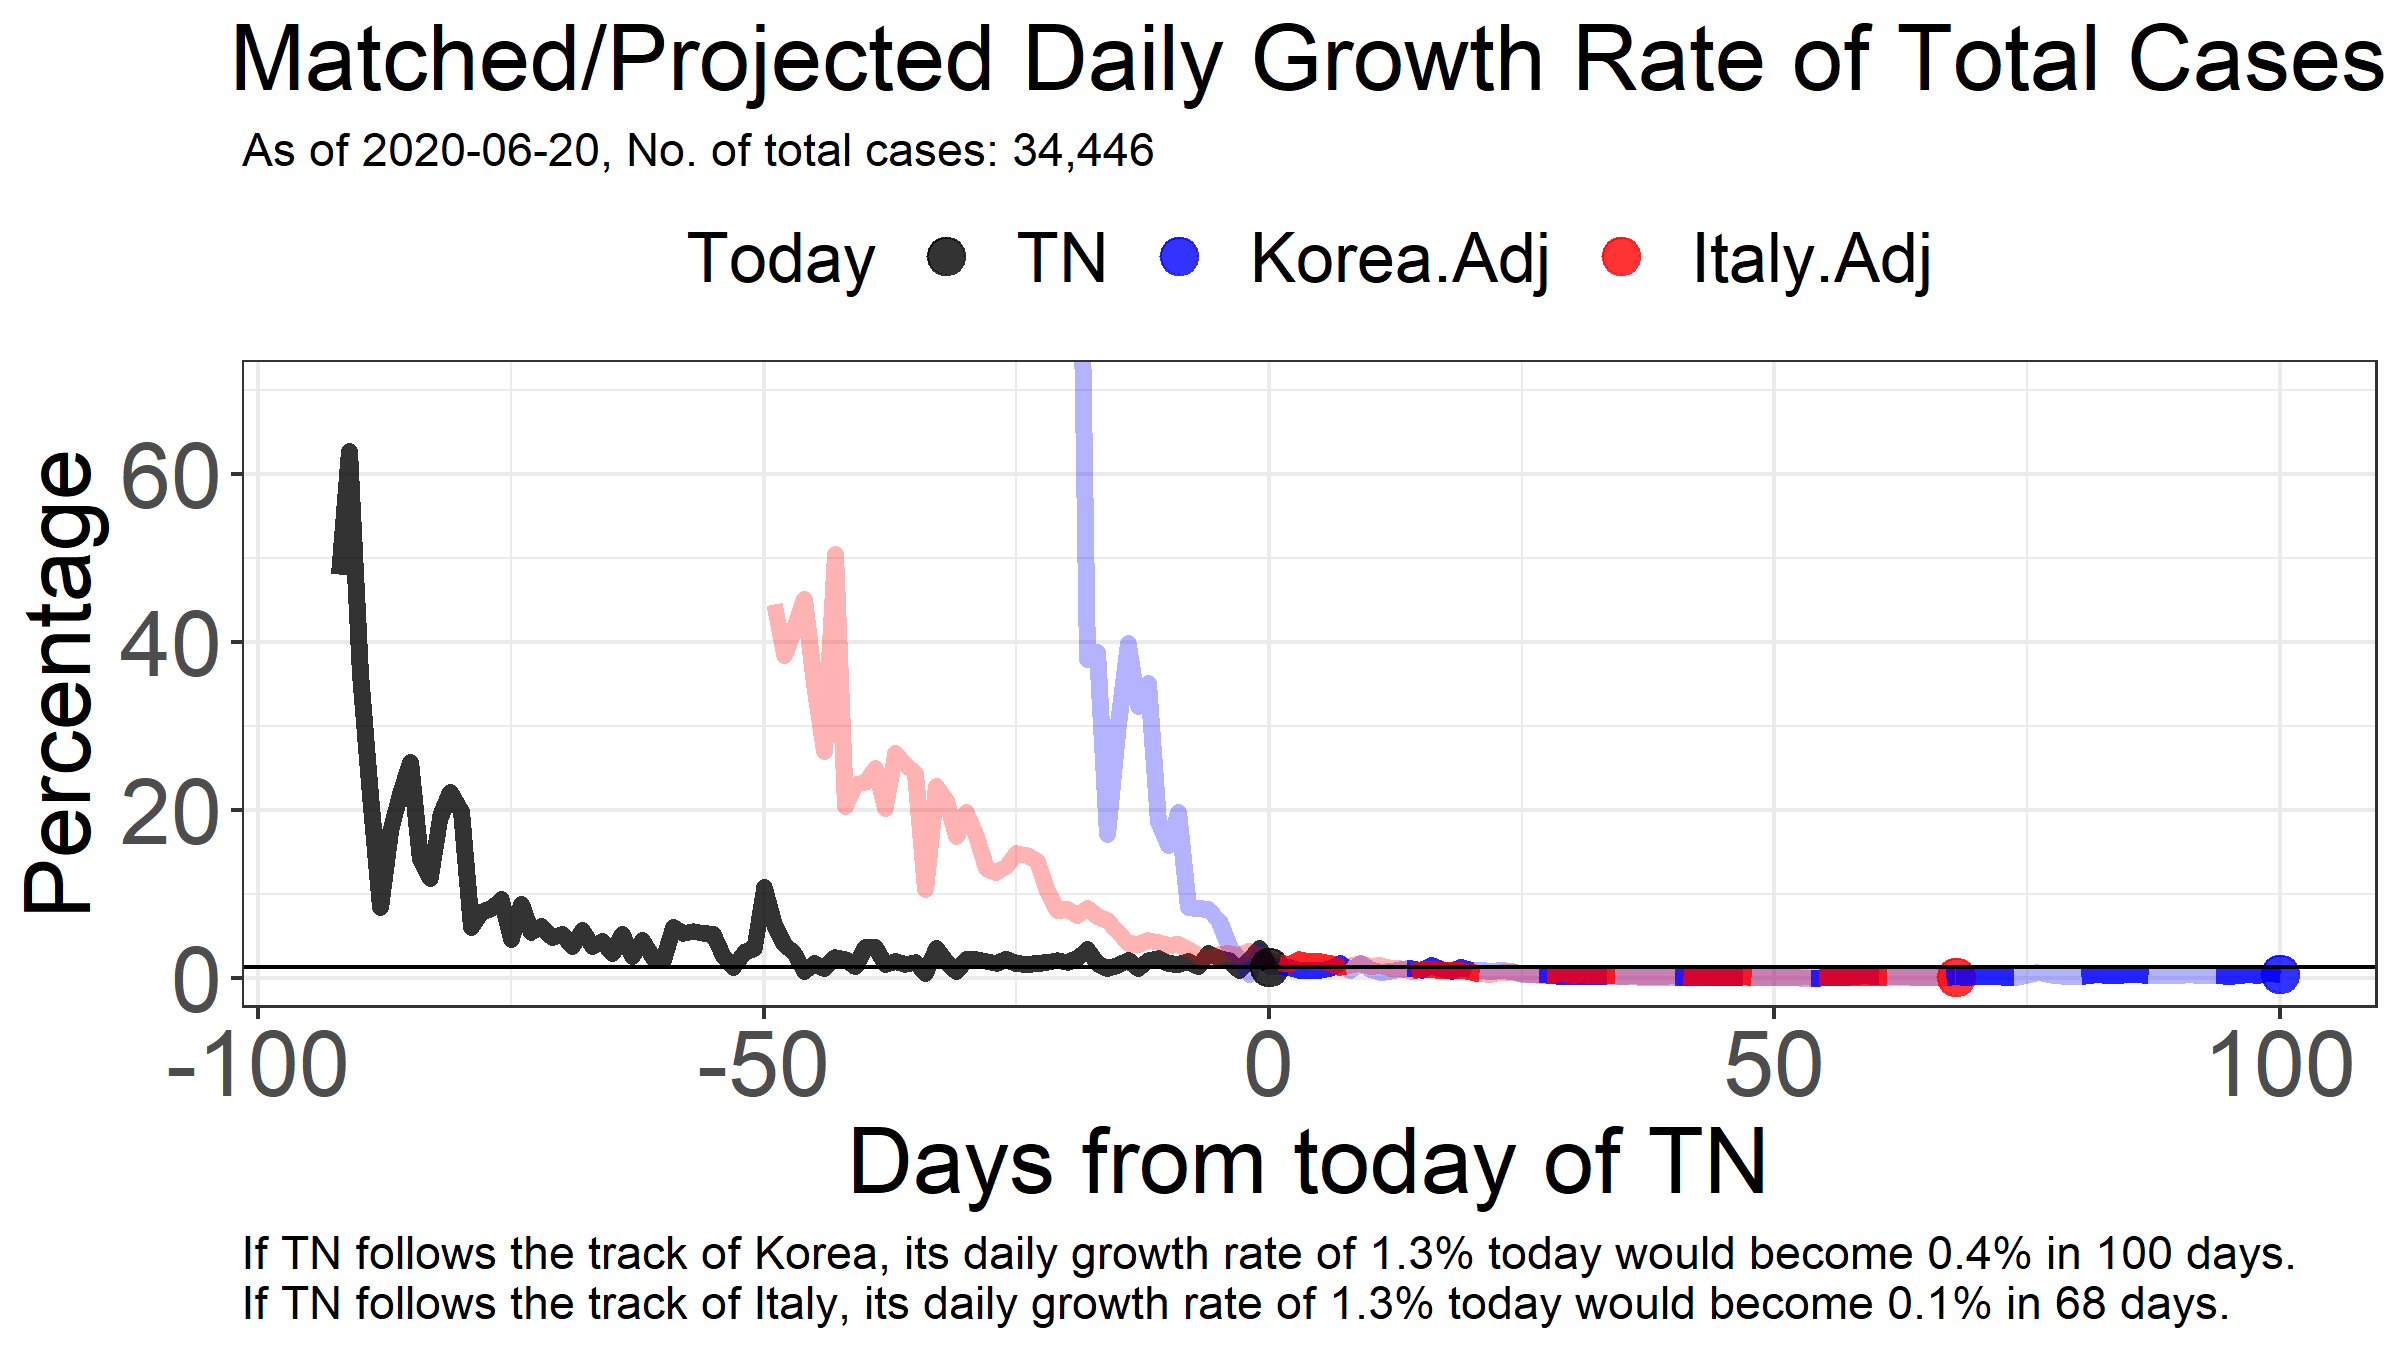 Matched/Projected Daily Growth Rate of Total Cases
As of 2020-06-20, No. of total cases: 34,446
Today TN Korea.Adj Italy.Adj
Percentage
60
40
20
0
-100 -50 0 50 100
Days from today of TN
If TN follows the track of Korea, its daily growth rate of 1.3% today would become 0.4% in 100 days.
If TN follows the track of Italy, its daily growth rate of 1.3% today would become 0.1% in 68 days.